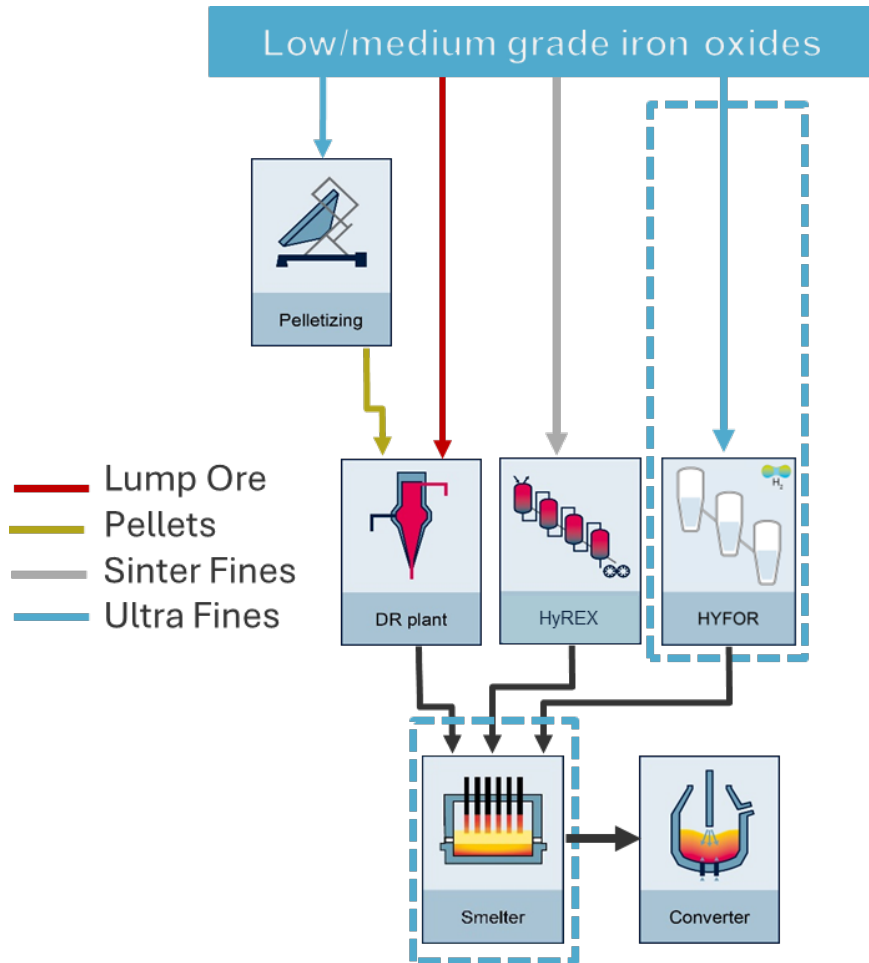 Low/medium grade iron oxides
Pelletizing
Lump Ore
Pellets
Sinter Fines
Ultra Fines
H2
DR plant
HyREX
HYFOR
Smelter
Converter